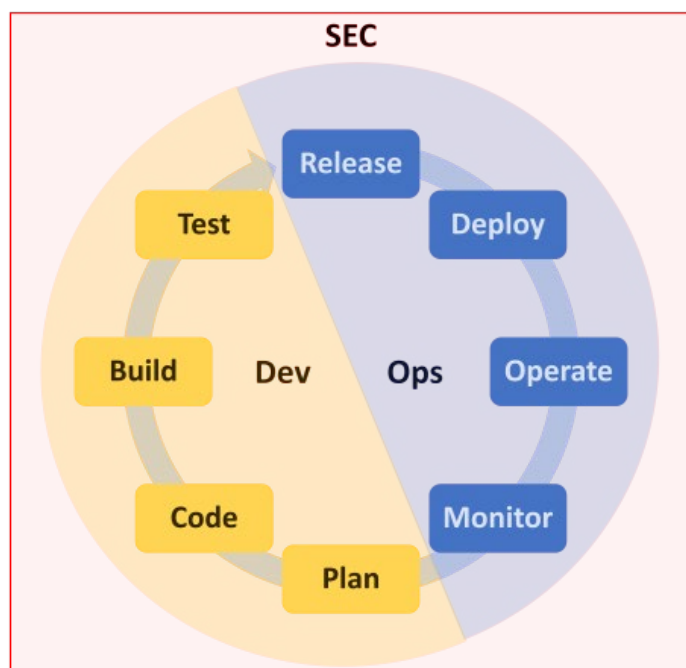 SEC
Release
Test
Deploy
Build
Dev
Ops
Operate
Code
Monitor
Plan